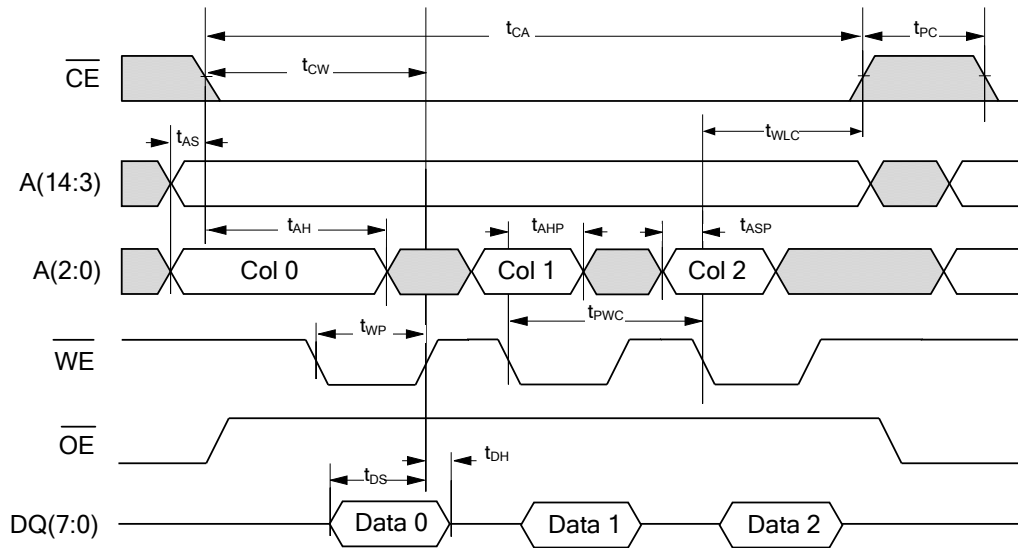 tCA
tPC
CE
tCW
tAS
tWLC
A(14:3)
tAH
tAHP
tASP
A(2:0)
Col 0
Col 1
Col 2
tWP
tPWC
WE
OE
tDS
tDH
DQ(7:0)
Data 0
Data 1
Data 2